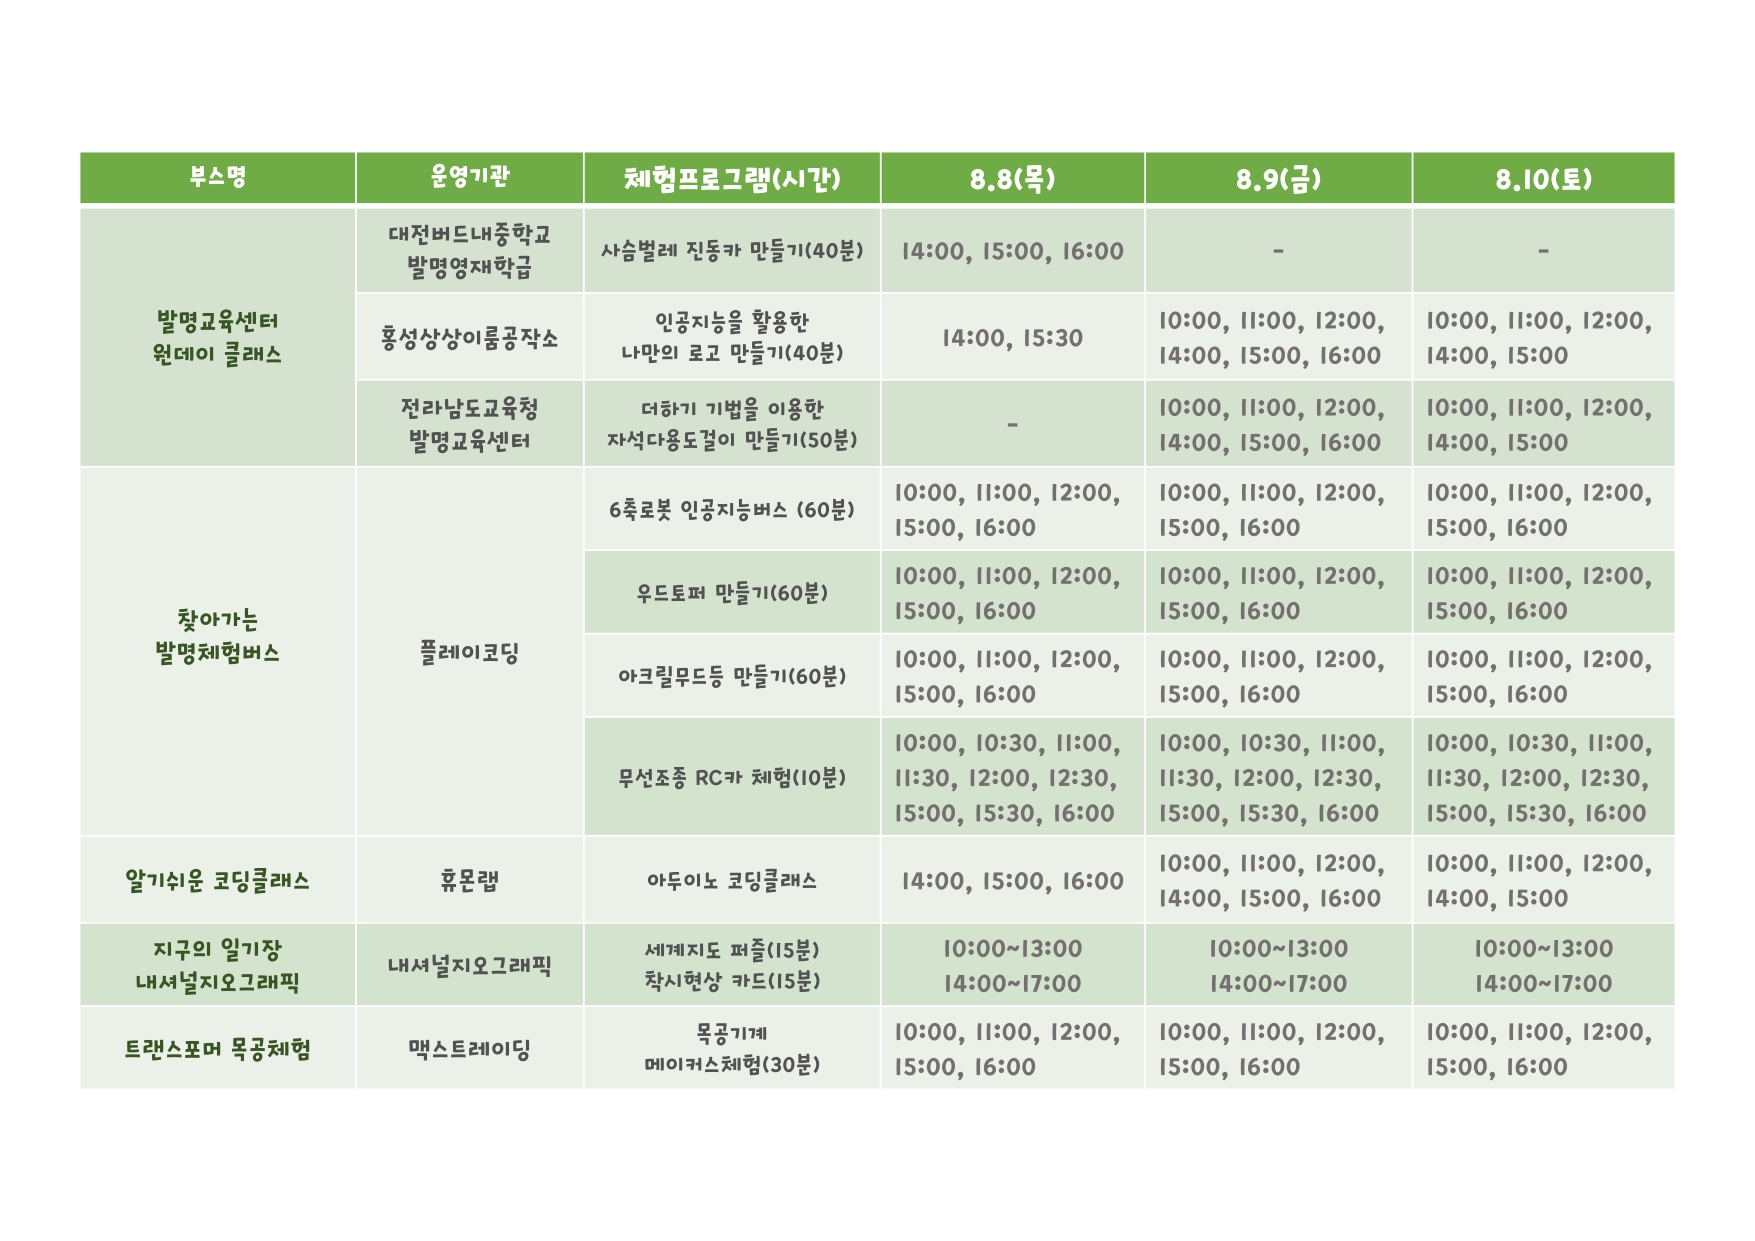 부스명 운영기관 체험프로그램(시간) 8.8(목) 8.9(금) 8.10(토)
발명교육센터
원데이 클래스
대전버드내중학교
발명영재학급
사슴벌레 진동카 만들기(40분)
14:00, 15:00, 16:00
-
-
홍성상상이룸공작소
인공지능을 활용한
나만의 로고 만들기(40분)
14:00, 15:30
10:00, 11:00, 12:00,
14:00, 15:00, 16:00
10:00, 11:00, 12:00,
14:00, 15:00
전라남도교육청
발명교육센터
더하기 기법을 이용한
자석다용도걸이 만들기(50분)
-
10:00, 11:00, 12:00,
14:00, 15:00, 16:00
10:00, 11:00, 12:00,
14:00, 15:00
찾아가는
발명체험버스
플레이코딩
6축로봇 인공지능버스 (60분)
10:00, 11:00, 12:00,
15:00, 16:00
10:00, 11:00, 12:00,
15:00, 16:00
10:00, 11:00, 12:00,
15:00, 16:00
우드토퍼 만들기(60분)
10:00, 11:00, 12:00,
15:00, 16:00
10:00, 11:00, 12:00,
15:00, 16:00
10:00, 11:00, 12:00,
15:00, 16:00
아크릴무드등 만들기(60분)
10:00, 11:00, 12:00,
15:00, 16:00
10:00, 11:00, 12:00,
15:00, 16:00
10:00, 11:00, 12:00,
15:00, 16:00
무선조종 RC카 체험(10분)
10:00, 10:30, 11:00,
11:30, 12:00, 12:30,
15:00, 15:30, 16:00
10:00, 10:30, 11:00,
11:30, 12:00, 12:30,
15:00, 15:30, 16:00
10:00, 10:30, 11:00,
11:30, 12:00, 12:30,
15:00, 15:30, 16:00
알기쉬운 코딩클래스
휴몬랩
아두이노 코딩클래스
14:00, 15:00, 16:00
10:00, 11:00, 12:00,
14:00, 15:00, 16:00
10:00, 11:00, 12:00,
14:00, 15:00
지구의 일기장
내셔널지오그래픽
내셔널지오그래픽
세계지도 퍼즐(15분)
착시현상 카드(15분)
10:00~13:00
14:00~17:00
10:00~13:00
14:00~17:00
10:00~13:00
14:00~17:00
트랜스포머 목공체험
맥스트레이딩
목공기계
메이커스체험(30분)
10:00, 11:00, 12:00,
15:00, 16:00
10:00, 11:00, 12:00,
15:00, 16:00
10:00, 11:00, 12:00,
15:00, 16:00